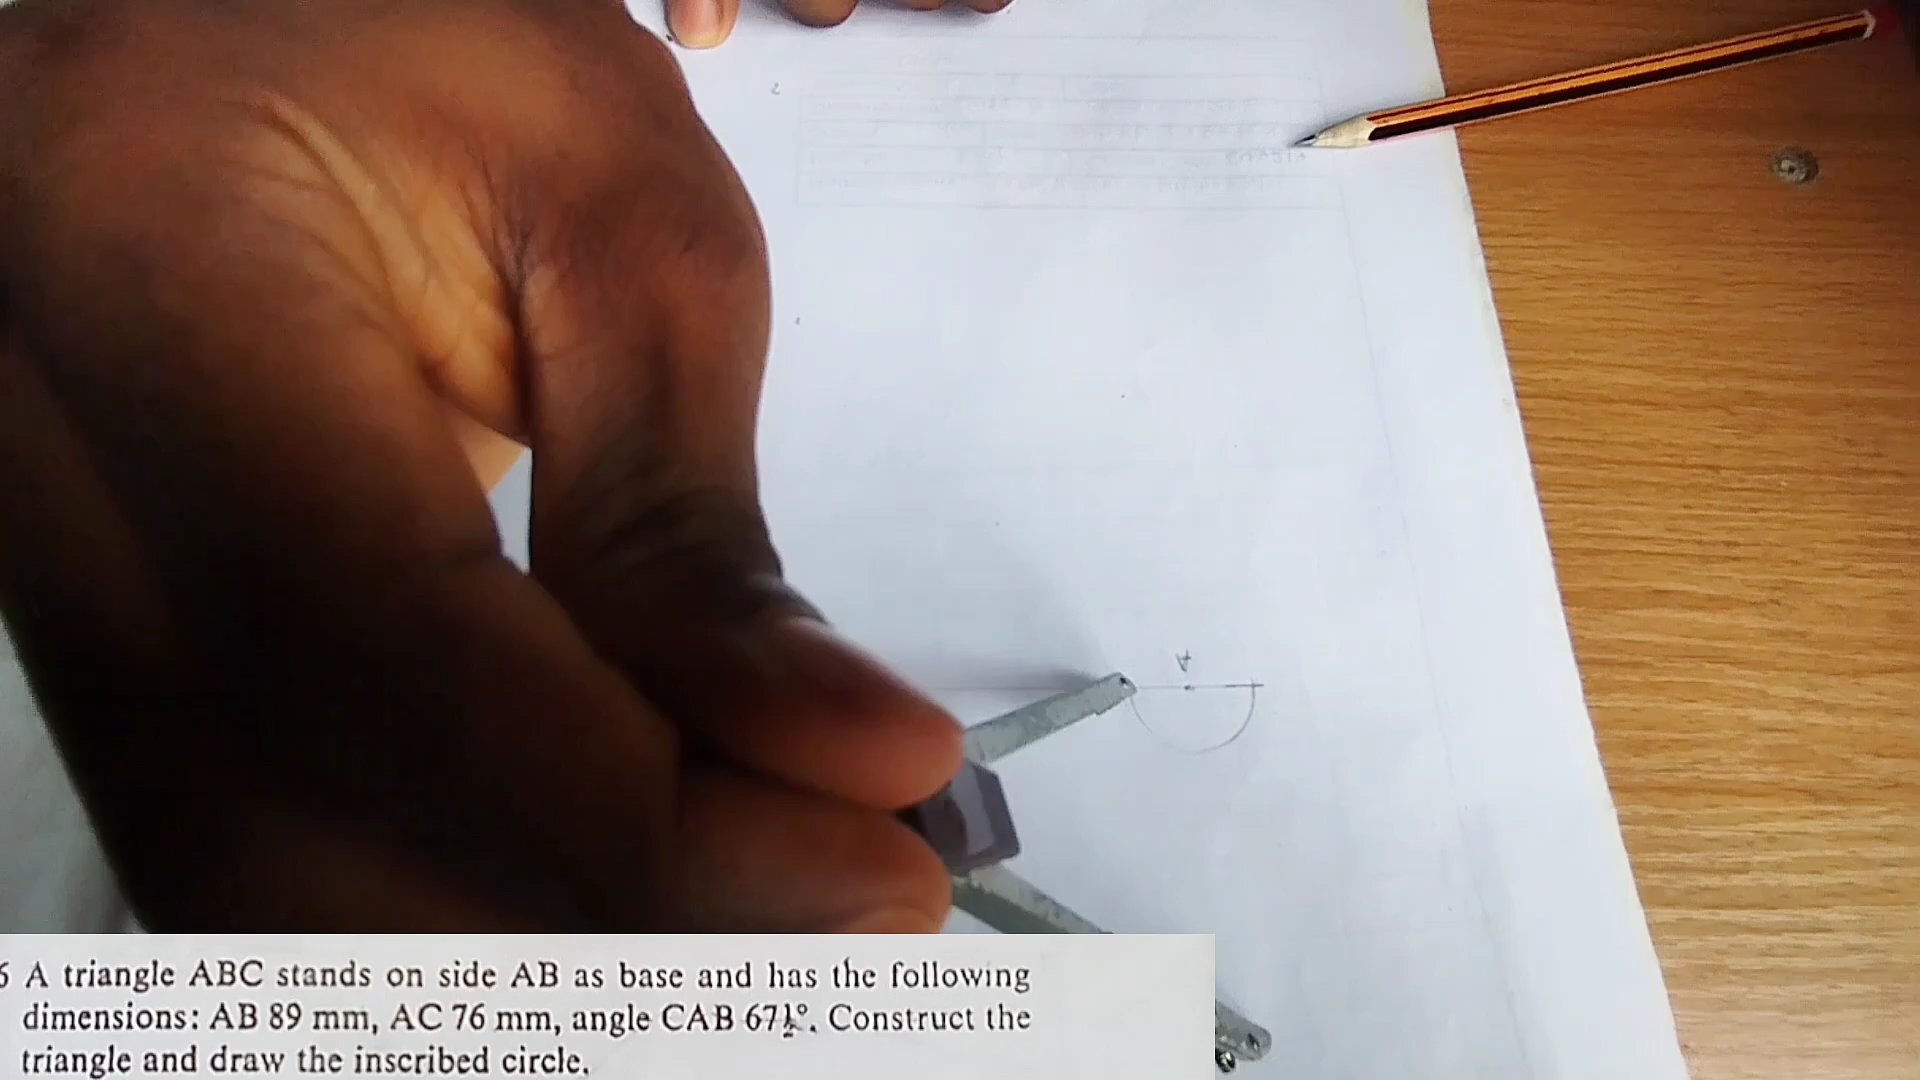 A
6 A triangle ABC stands on side AB as base and has the following
dimensions: AB 89 mm, AC 76 mm, angle CAB 67½°. Construct the
triangle and draw the inscribed circle.